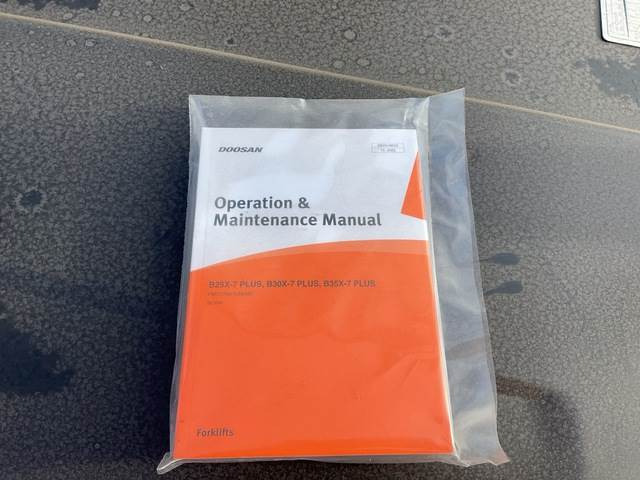 DOOSAN
Operation &
Maintenance Manual
B25X-7 PLUS, B30X-7 PLUS, B35X-7 PLUS
Forklifts